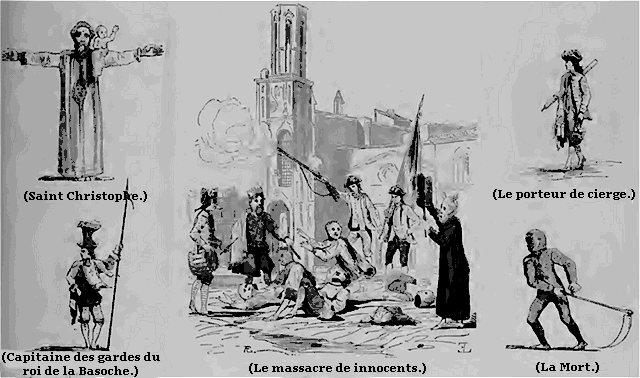 (Saint Christophe.)
(Le porteur de cierge.)
(Capitaine des gardes du
roi de la Basoche.)
(Le massacre de innocents.)
(La Mort.)